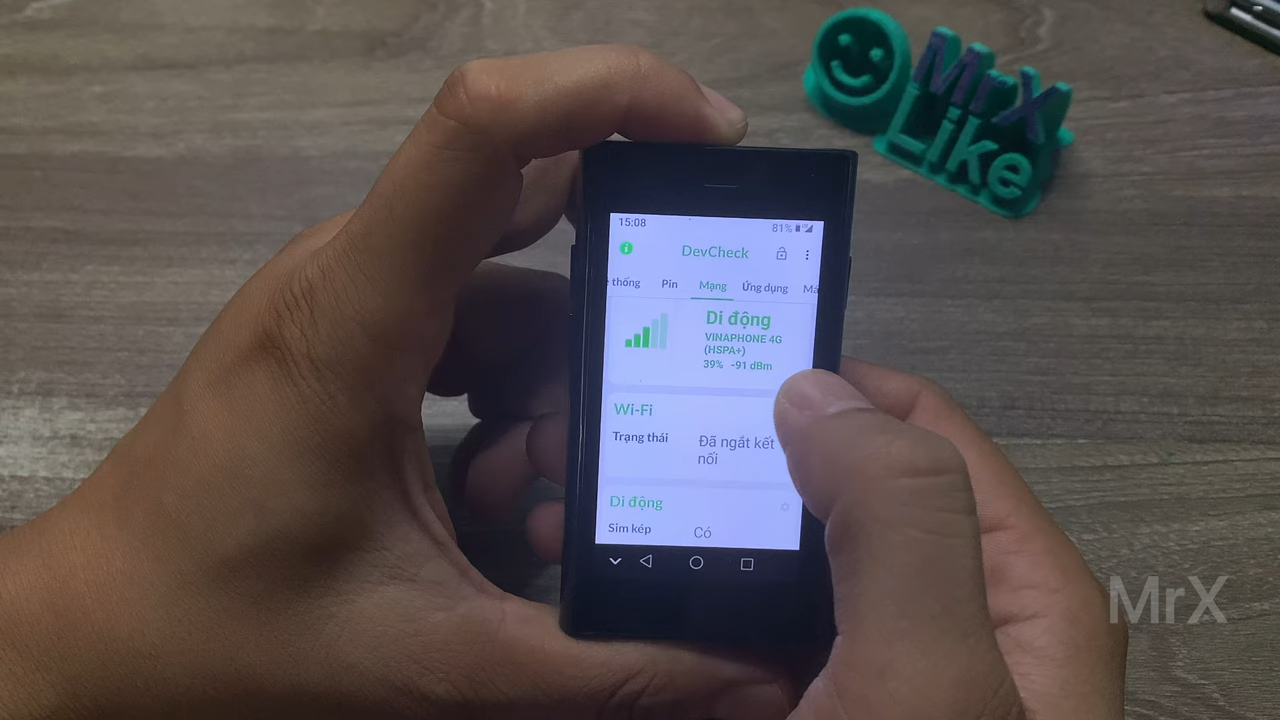 MrX
Like
15:08
81%
DevCheck
thống Pin Mạng Ứng dụng
Di động
VINAPHONE 4G
(HSPA+)
39% -91 dBm
Wi-Fi
Trạng thái
Đã ngắt kết
nối
Di động
Sim kép
Có
MrX